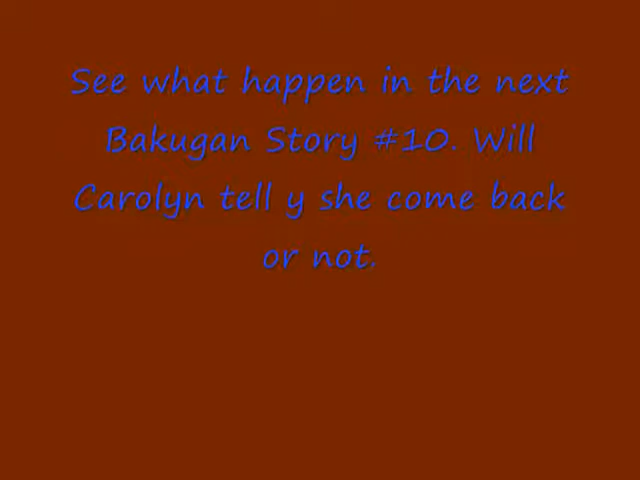 See what happen in the next
Bakugan Story #10. Will
Carolyn tell y she come back
or not.